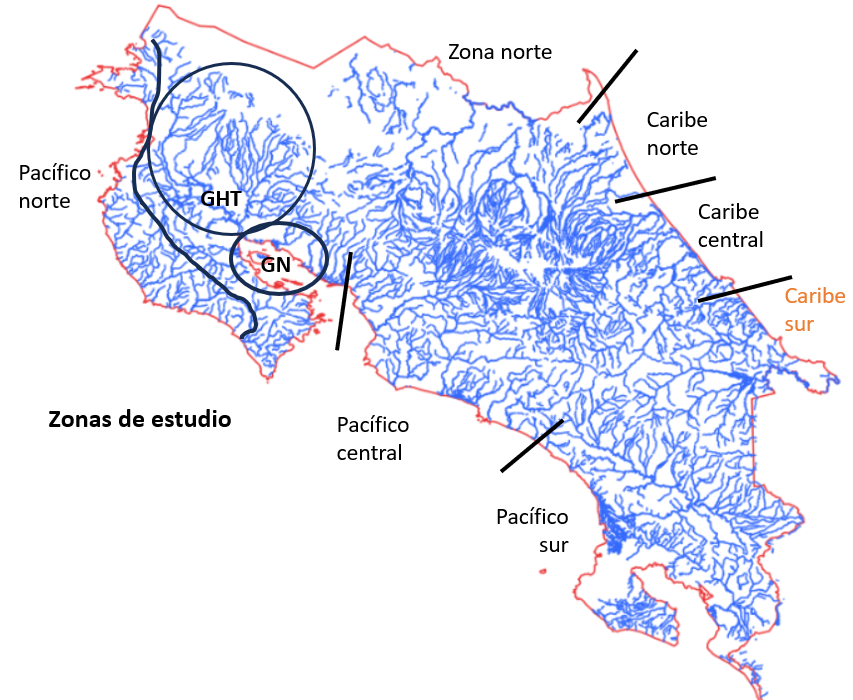 Zona norte
Caribe
norte
Pacífico
norte
GHT
Caribe
central
GN
Caribe
sur
Zonas de estudio
Pacífico
central
Pacífico
sur